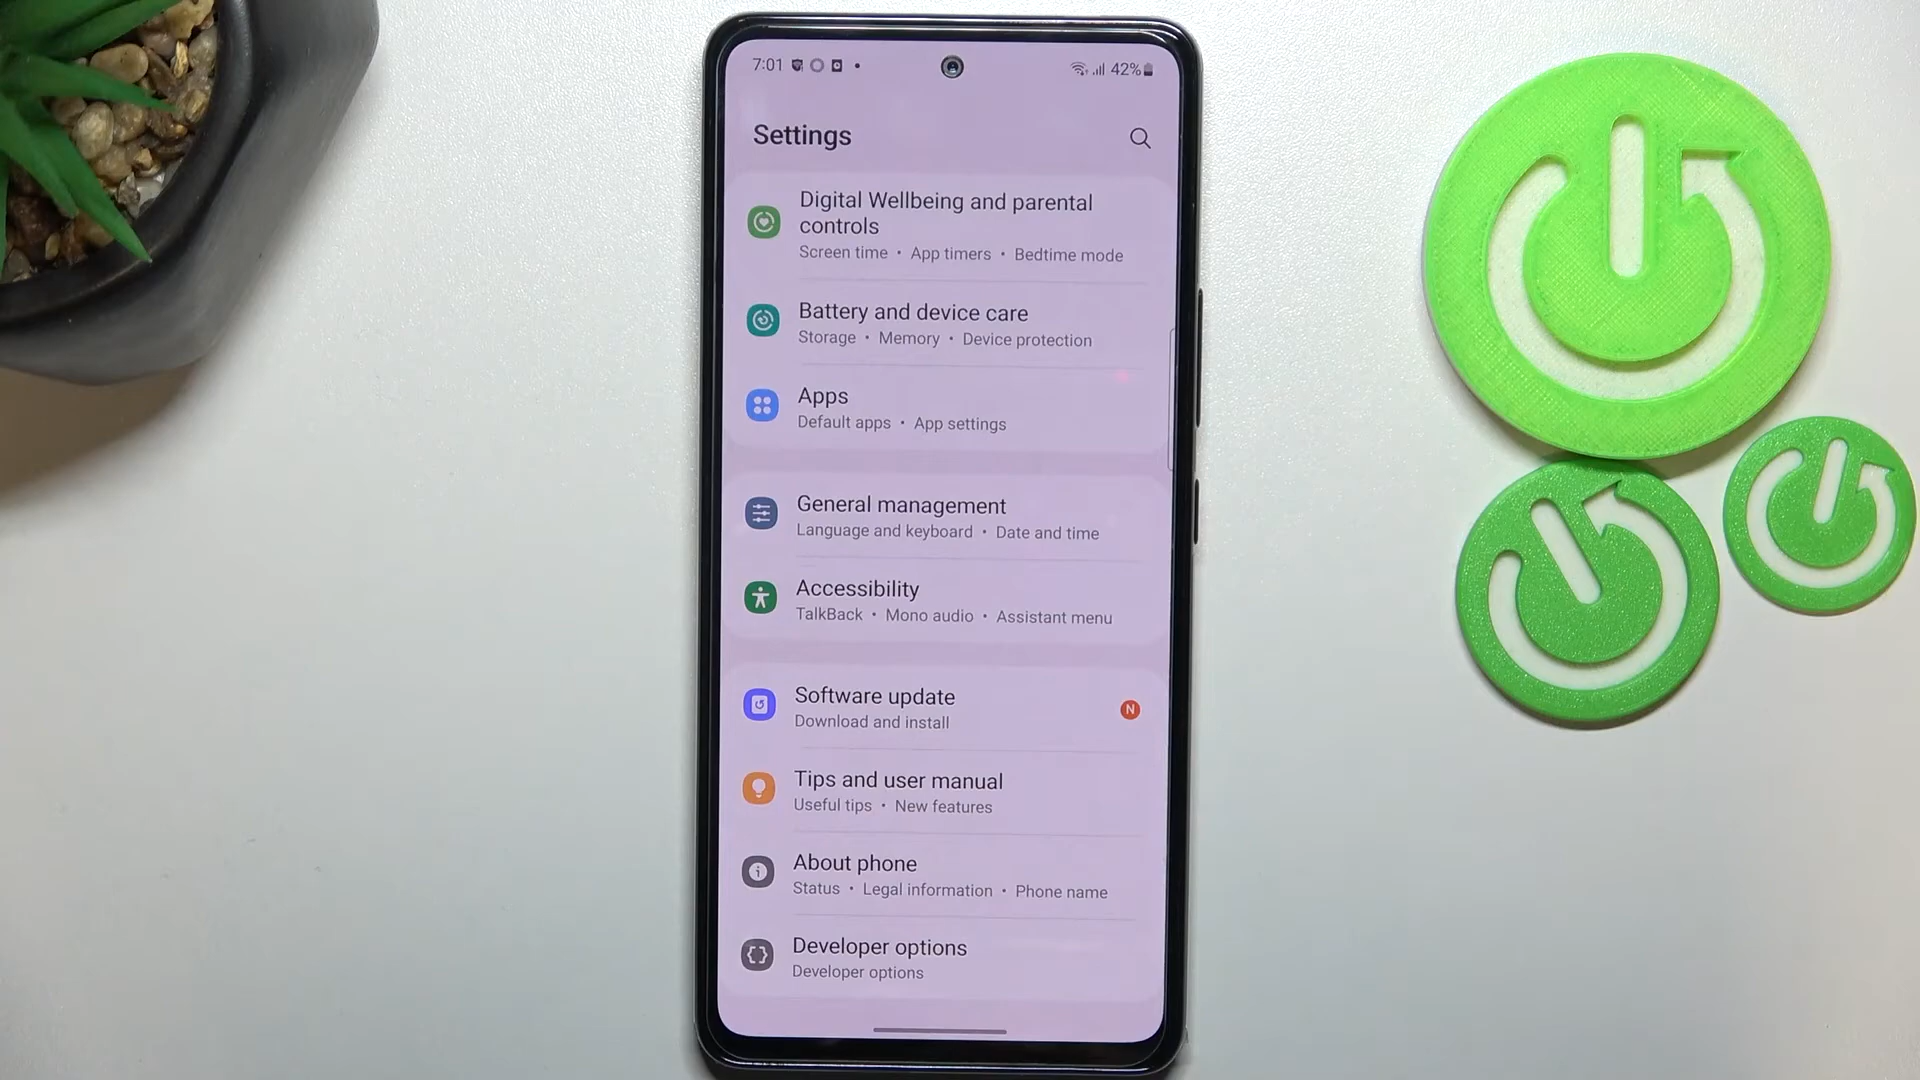 7:01 42%
Settings
Digital Wellbeing and parental
controls
Screen time • App timers • Bedtime mode
Battery and device care
Storage • Memory • Device protection
Apps
Default apps • App settings
General management
Language and keyboard • Date and time
Accessibility
TalkBack • Mono audio • Assistant menu
Software update N
Download and install
Tips and user manual
Useful tips • New features
About phone
Status • Legal information • Phone name
Developer options
Developer options